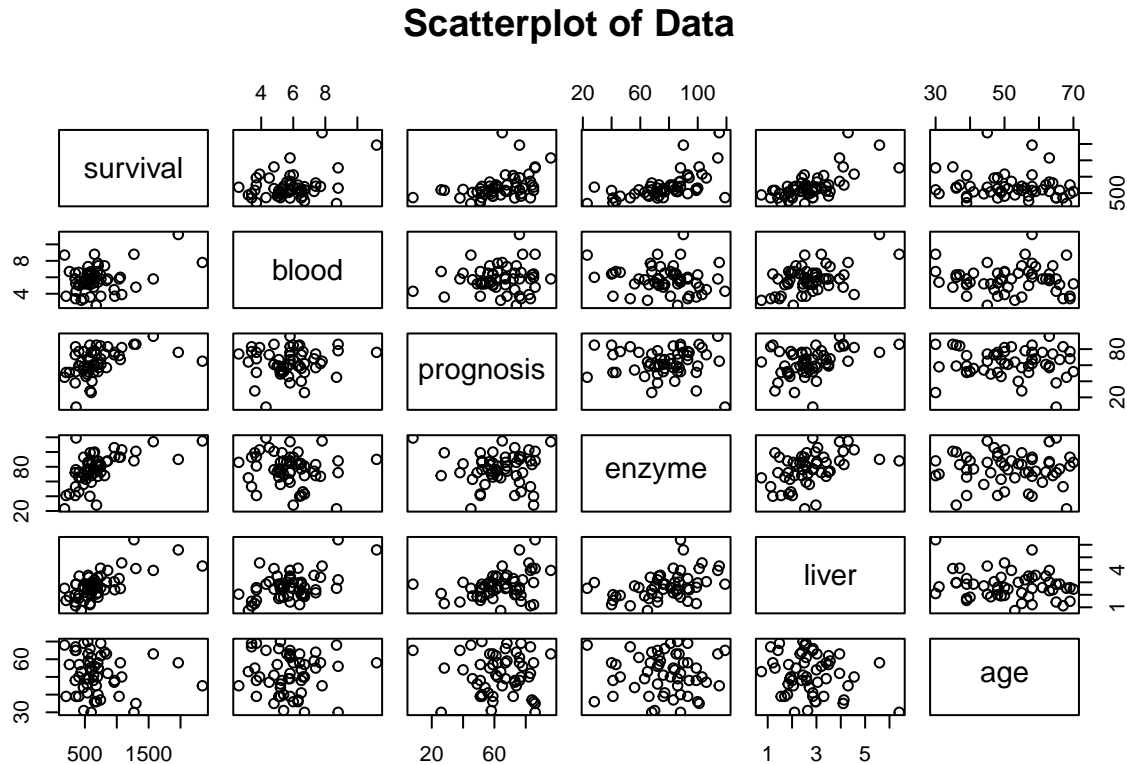 Scatterplot of Data
4 6 8
20 60 100
30 50 70
survival
500
4 8
blood
prognosis
20 80
20 80
enzyme
liver
1 4
30 60
age
500 1500
20 60
1 3 5